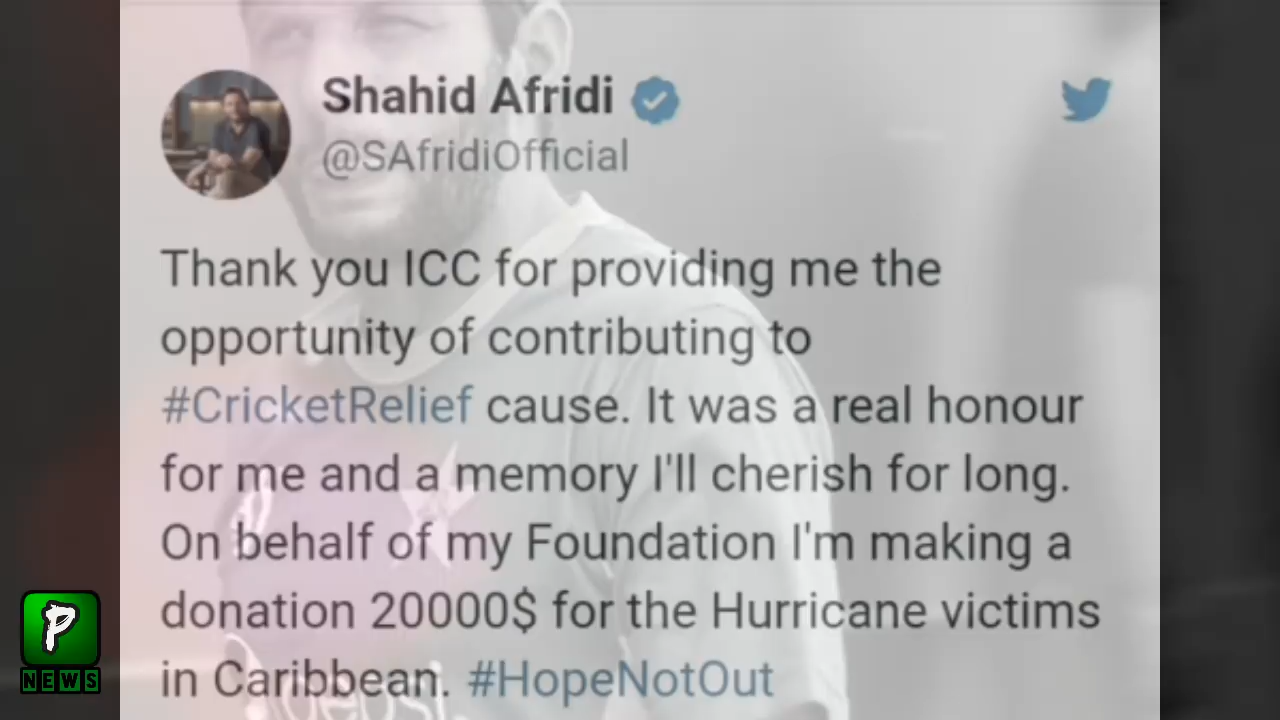 Shahid Afridi
@SAfridiOfficial
Thank you ICC for providing me the
opportunity of contributing to
#CricketRelief cause. It was a real honour
for me and a memory I'll cherish for long.
On behalf of my Foundation I'm making a
donation 20000$ for the Hurricane victims
in Caribbean. #HopeNotOut
pepsi
P
NEWS